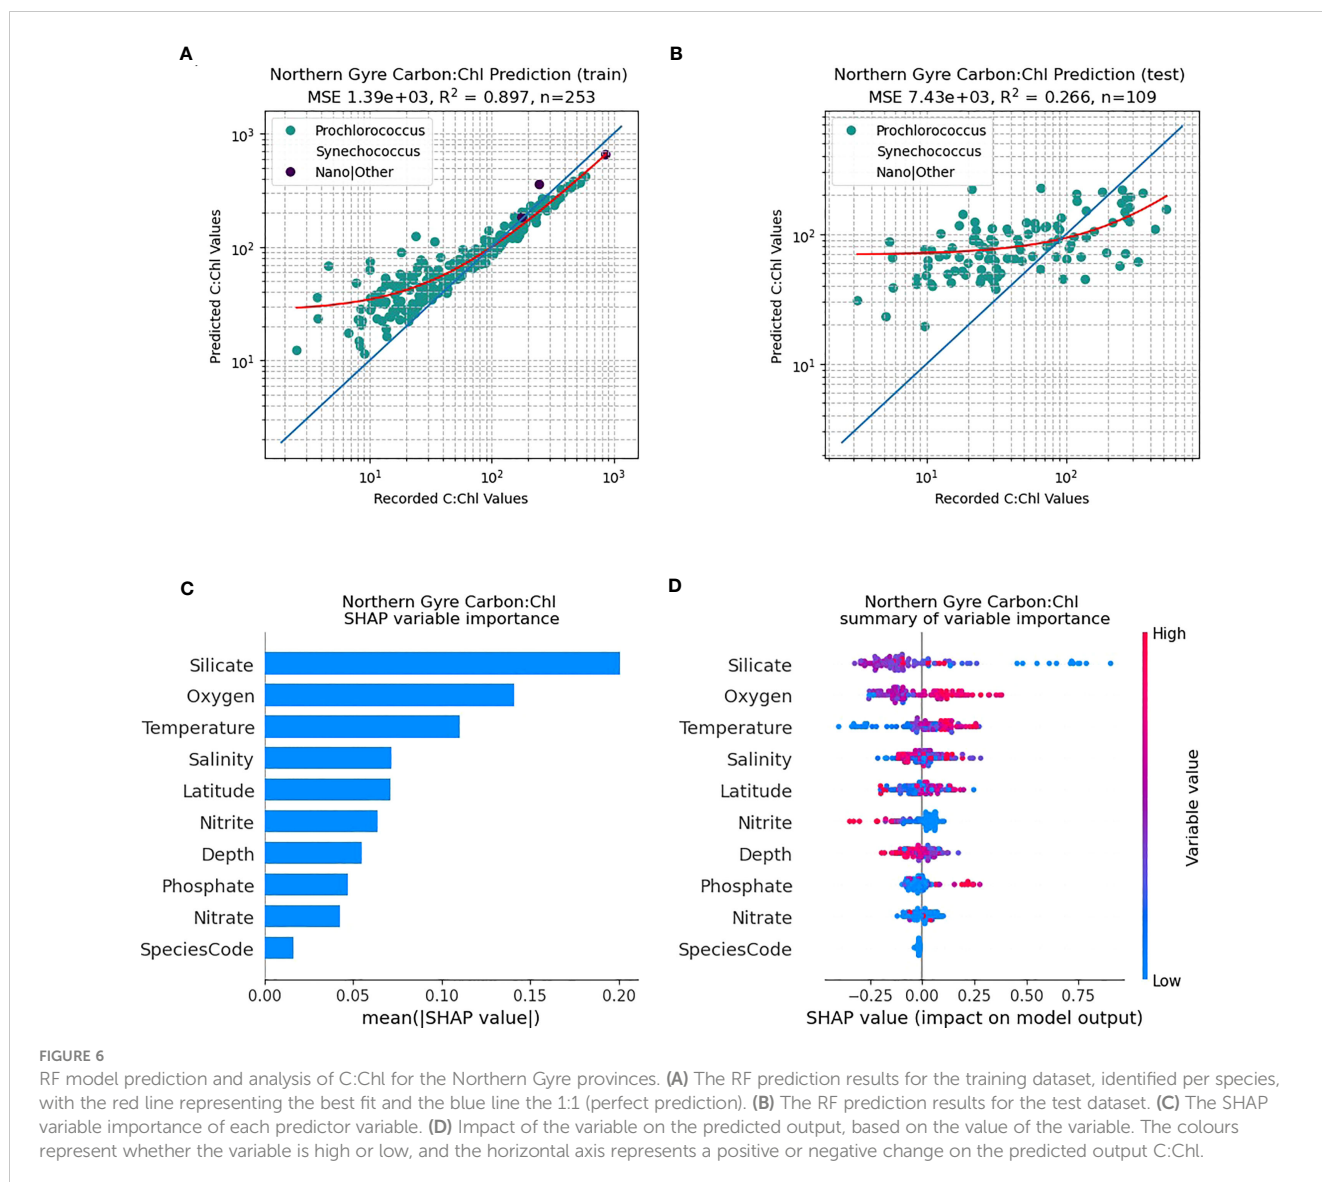 A
Northern Gyre Carbon:Chl Prediction (train)
MSE 1.39e+03, R² = 0.897, n=253
Prochlorococcus
Synechococcus
Nano|Other
10³
10²
10¹
Predicted C:Chl Values
10¹ 10² 10³
Recorded C:Chl Values
B
Northern Gyre Carbon:Chl Prediction (test)
MSE 7.43e+03, R² = 0.266, n=109
Prochlorococcus
Synechococcus
Nano|Other
10²
10¹
Predicted C:Chl Values
10¹ 10²
Recorded C:Chl Values
C
Northern Gyre Carbon:Chl
SHAP variable importance
Silicate
Oxygen
Temperature
Salinity
Latitude
Nitrite
Depth
Phosphate
Nitrate
SpeciesCode
0.00 0.05 0.10 0.15 0.20
mean(|SHAP value|)
D
Northern Gyre Carbon:Chl
summary of variable importance
Silicate
Oxygen
Temperature
Salinity
Latitude
Nitrite
Depth
Phosphate
Nitrate
SpeciesCode
−0.25 0.00 0.25 0.50 0.75
SHAP value (impact on model output)
High
Variable value
Low
FIGURE 6
RF model prediction and analysis of C:Chl for the Northern Gyre provinces. (A) The RF prediction results for the training dataset, identified per species,
with the red line representing the best fit and the blue line the 1:1 (perfect prediction). (B) The RF prediction results for the test dataset. (C) The SHAP
variable importance of each predictor variable. (D) Impact of the variable on the predicted output, based on the value of the variable. The colours
represent whether the variable is high or low, and the horizontal axis represents a positive or negative change on the predicted output C:Chl.